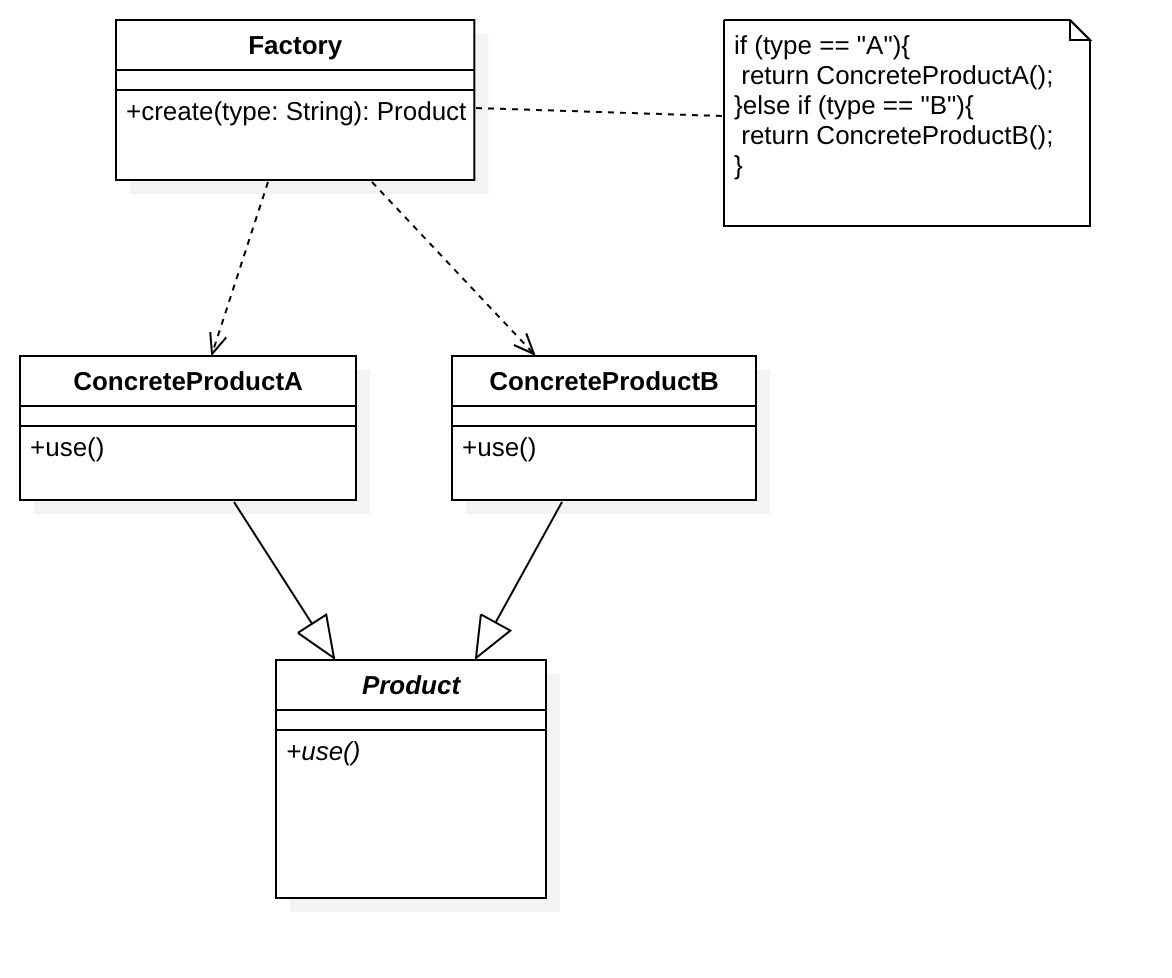 Factory
+create(type: String): Product
if (type == "A"){
 return ConcreteProductA();
}else if (type == "B"){
 return ConcreteProductB();
}
ConcreteProductA
+use()
ConcreteProductB
+use()
Product
+use()